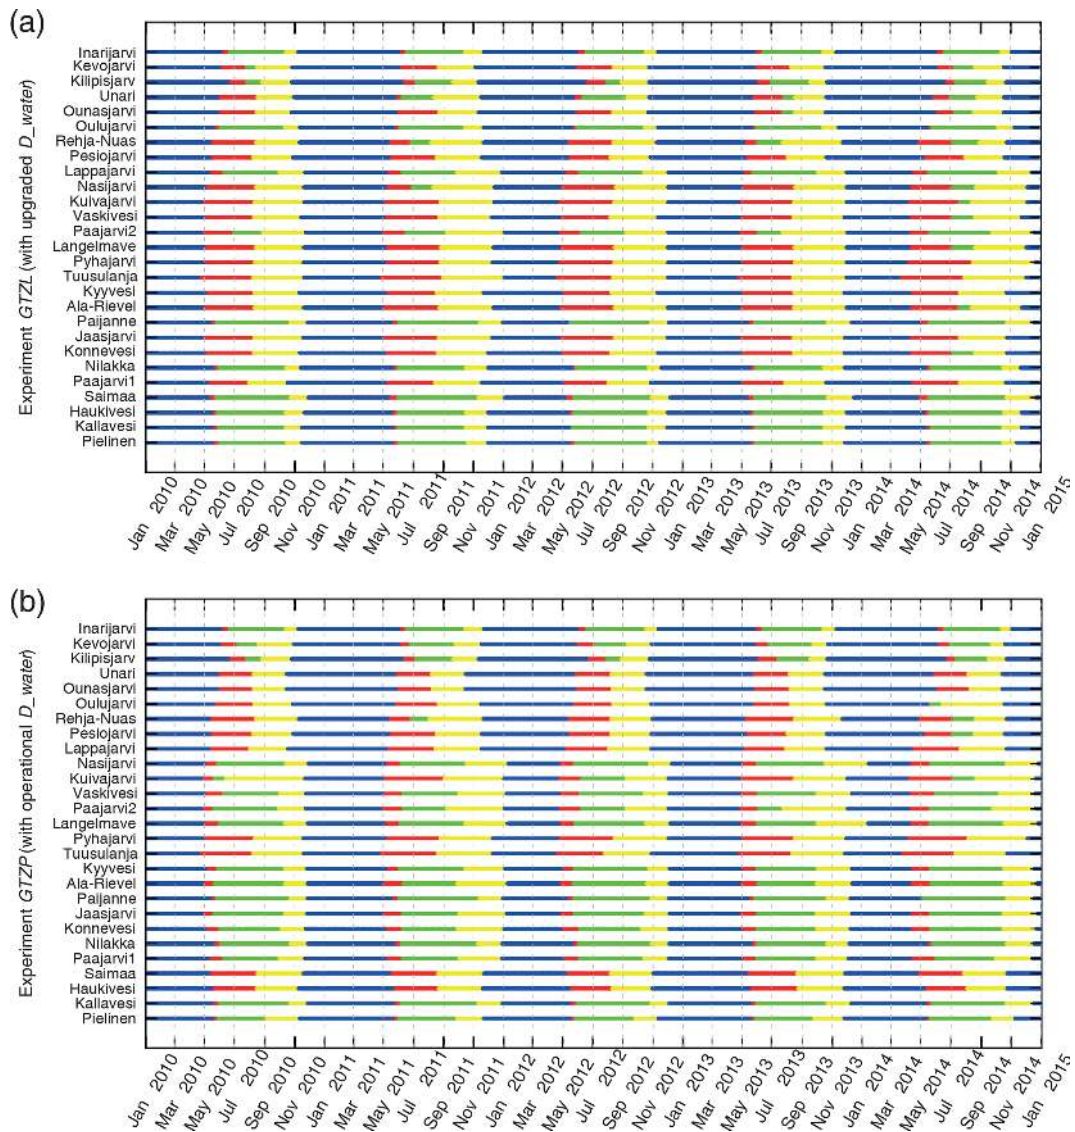 (a)
Experiment GTZL (with upgraded D_water)
Inarijarvi
Kevojarvi
Kilipisjarv
Unari
Ounasjarvi
Oulujarvi
Rehja-Nuas
Pesiojarvi
Lappajarvi
Nasijarvi
Kuivajarvi
Vaskivesi
Paajarvi2
Langelmave
Pyhajarvi
Tuusulanja
Kyyvesi
Ala-Rievel
Paijanne
Jaasjarvi
Konnevesi
Nilakka
Paajarvi1
Saimaa
Haukivesi
Kallavesi
Pielinen
Jan 2010
Mar 2010
May 2010
Jul 2010
Sep 2010
Nov 2010
Jan 2011
Mar 2011
May 2011
Jul 2011
Sep 2011
Nov 2011
Jan 2012
Mar 2012
May 2012
Jul 2012
Sep 2012
Nov 2012
Jan 2013
Mar 2013
May 2013
Jul 2013
Sep 2013
Nov 2013
Jan 2014
Mar 2014
May 2014
Jul 2014
Sep 2014
Nov 2014
Jan 2015
(b)
Experiment GTZP (with operational D_water)
Inarijarvi
Kevojarvi
Kilipisjarv
Unari
Ounasjarvi
Oulujarvi
Rehja-Nuas
Pesiojarvi
Lappajarvi
Nasijarvi
Kuivajarvi
Vaskivesi
Paajarvi2
Langelmave
Pyhajarvi
Tuusulanja
Kyyvesi
Ala-Rievel
Paijanne
Jaasjarvi
Konnevesi
Nilakka
Paajarvi1
Saimaa
Haukivesi
Kallavesi
Pielinen
Jan 2010
Mar 2010
May 2010
Jul 2010
Sep 2010
Nov 2010
Jan 2011
Mar 2011
May 2011
Jul 2011
Sep 2011
Nov 2011
Jan 2012
Mar 2012
May 2012
Jul 2012
Sep 2012
Nov 2012
Jan 2013
Mar 2013
May 2013
Jul 2013
Sep 2013
Nov 2013
Jan 2014
Mar 2014
May 2014
Jul 2014
Sep 2014
Nov 2014
Jan 2015